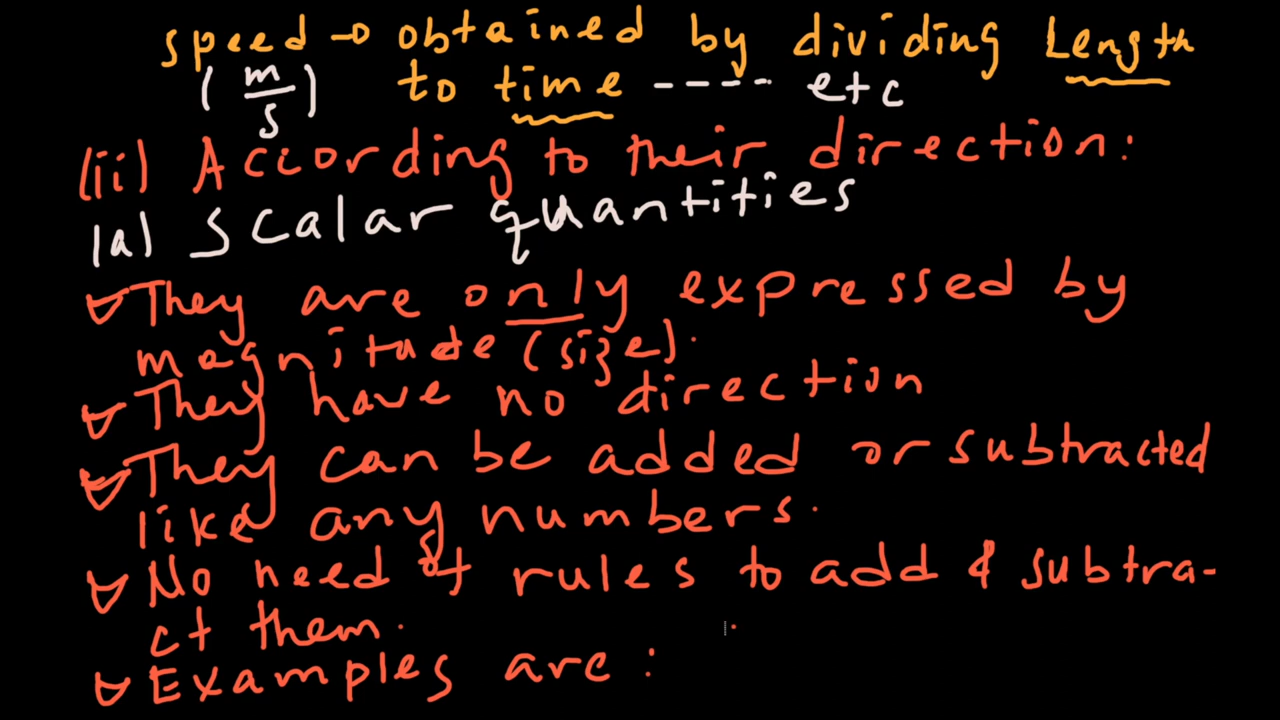 speed → obtained by dividing Length
(m/s) to time ---- etc
(ii) According to their direction:
(a) Scalar quantities
They are only expressed by
magnitude (size).
They have no direction
They can be added or subtracted
like any numbers.
No need of rules to add & subtra-
ct them.
Examples are: